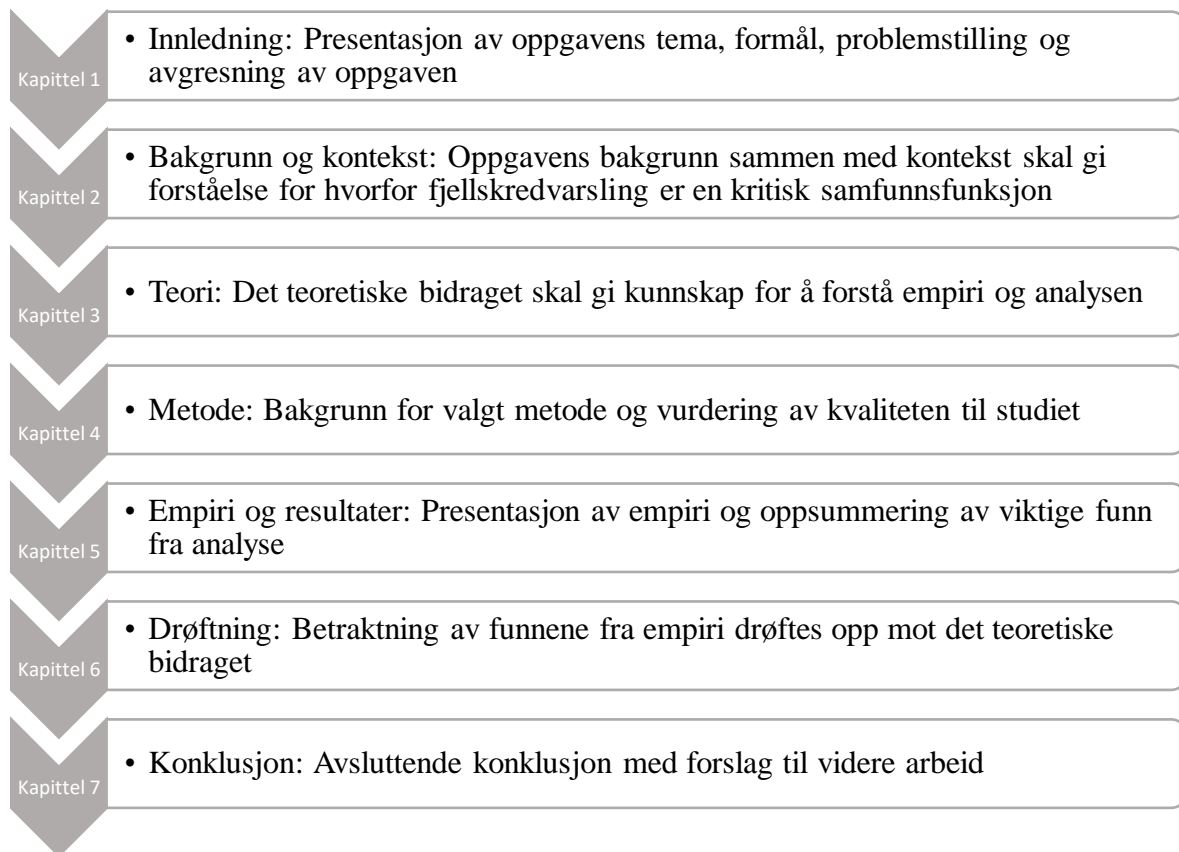 Kapittel 1
• Innledning: Presentasjon av oppgavens tema, formål, problemstilling og
avgresning av oppgaven
Kapittel 2
• Bakgrunn og kontekst: Oppgavens bakgrunn sammen med kontekst skal gi
forståelse for hvorfor fjellskredvarsling er en kritisk samfunnsfunksjon
Kapittel 3
• Teori: Det teoretiske bidraget skal gi kunnskap for å forstå empiri og analysen
Kapittel 4
• Metode: Bakgrunn for valgt metode og vurdering av kvaliteten til studiet
Kapittel 5
• Empiri og resultater: Presentasjon av empiri og oppsummering av viktige funn
fra analyse
Kapittel 6
• Drøftning: Betraktning av funnene fra empiri drøftes opp mot det teoretiske
bidraget
Kapittel 7
• Konklusjon: Avsluttende konklusjon med forslag til videre arbeid